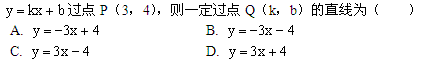 y = kx + b 过点 P（3，4），则一定过点 Q（k，b）的直线为（　　）
A. y = −3x + 4　　B. y = −3x − 4
C. y = 3x − 4　　D. y = 3x + 4